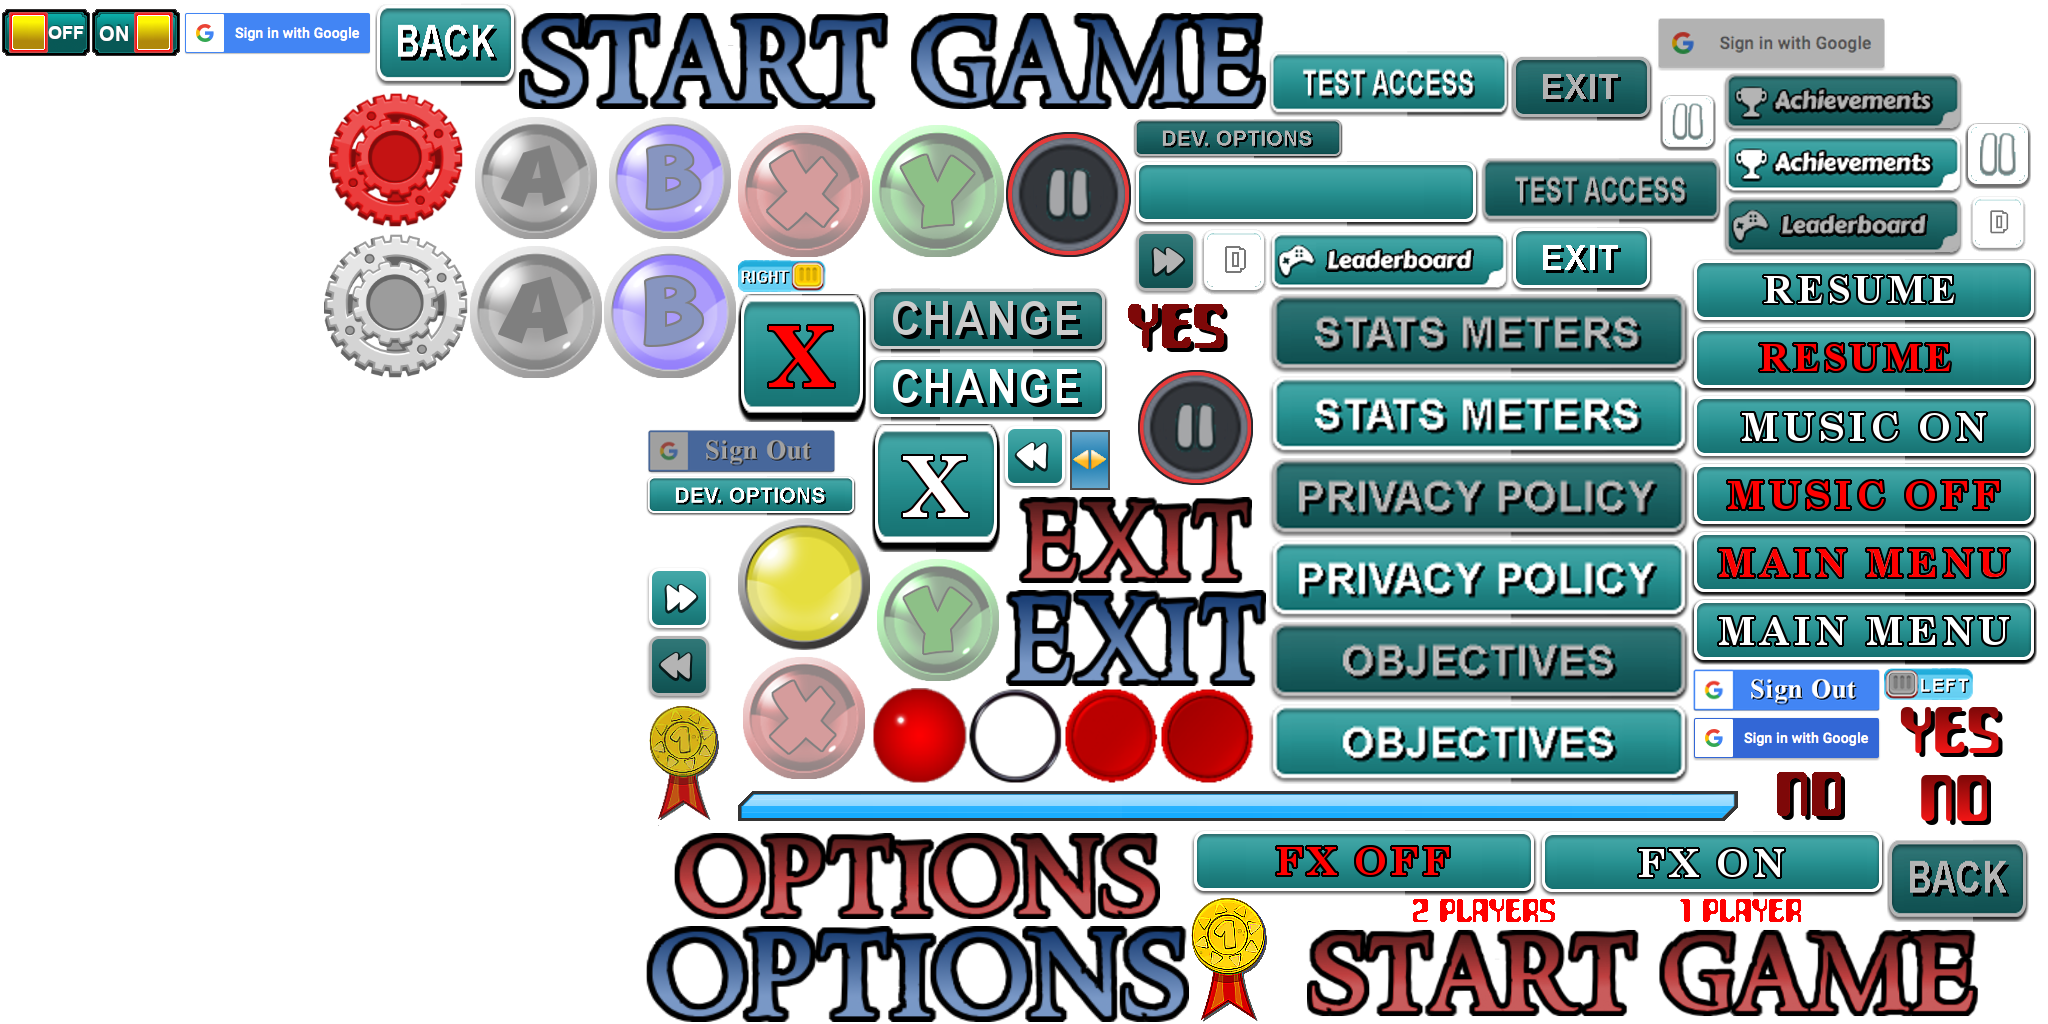 OFF
ON
Sign in with Google
BACK
START GAME
TEST ACCESS
EXIT
Sign in with Google
Achievements
DEV. OPTIONS
A
B
X
Y
TEST ACCESS
Achievements
Leaderboard
D
D
Leaderboard
EXIT
RIGHT
A
B
X
CHANGE
CHANGE
YES
STATS METERS
STATS METERS
RESUME
RESUME
MUSIC ON
Sign Out
DEV. OPTIONS
X
EXIT
EXIT
PRIVACY POLICY
PRIVACY POLICY
MUSIC OFF
MAIN MENU
MAIN MENU
Y
X
OBJECTIVES
OBJECTIVES
Sign Out
LEFT
Sign in with Google
YES
1
NO
NO
OPTIONS
FX OFF
FX ON
BACK
2 PLAYERS
1 PLAYER
OPTIONS
1
START GAME